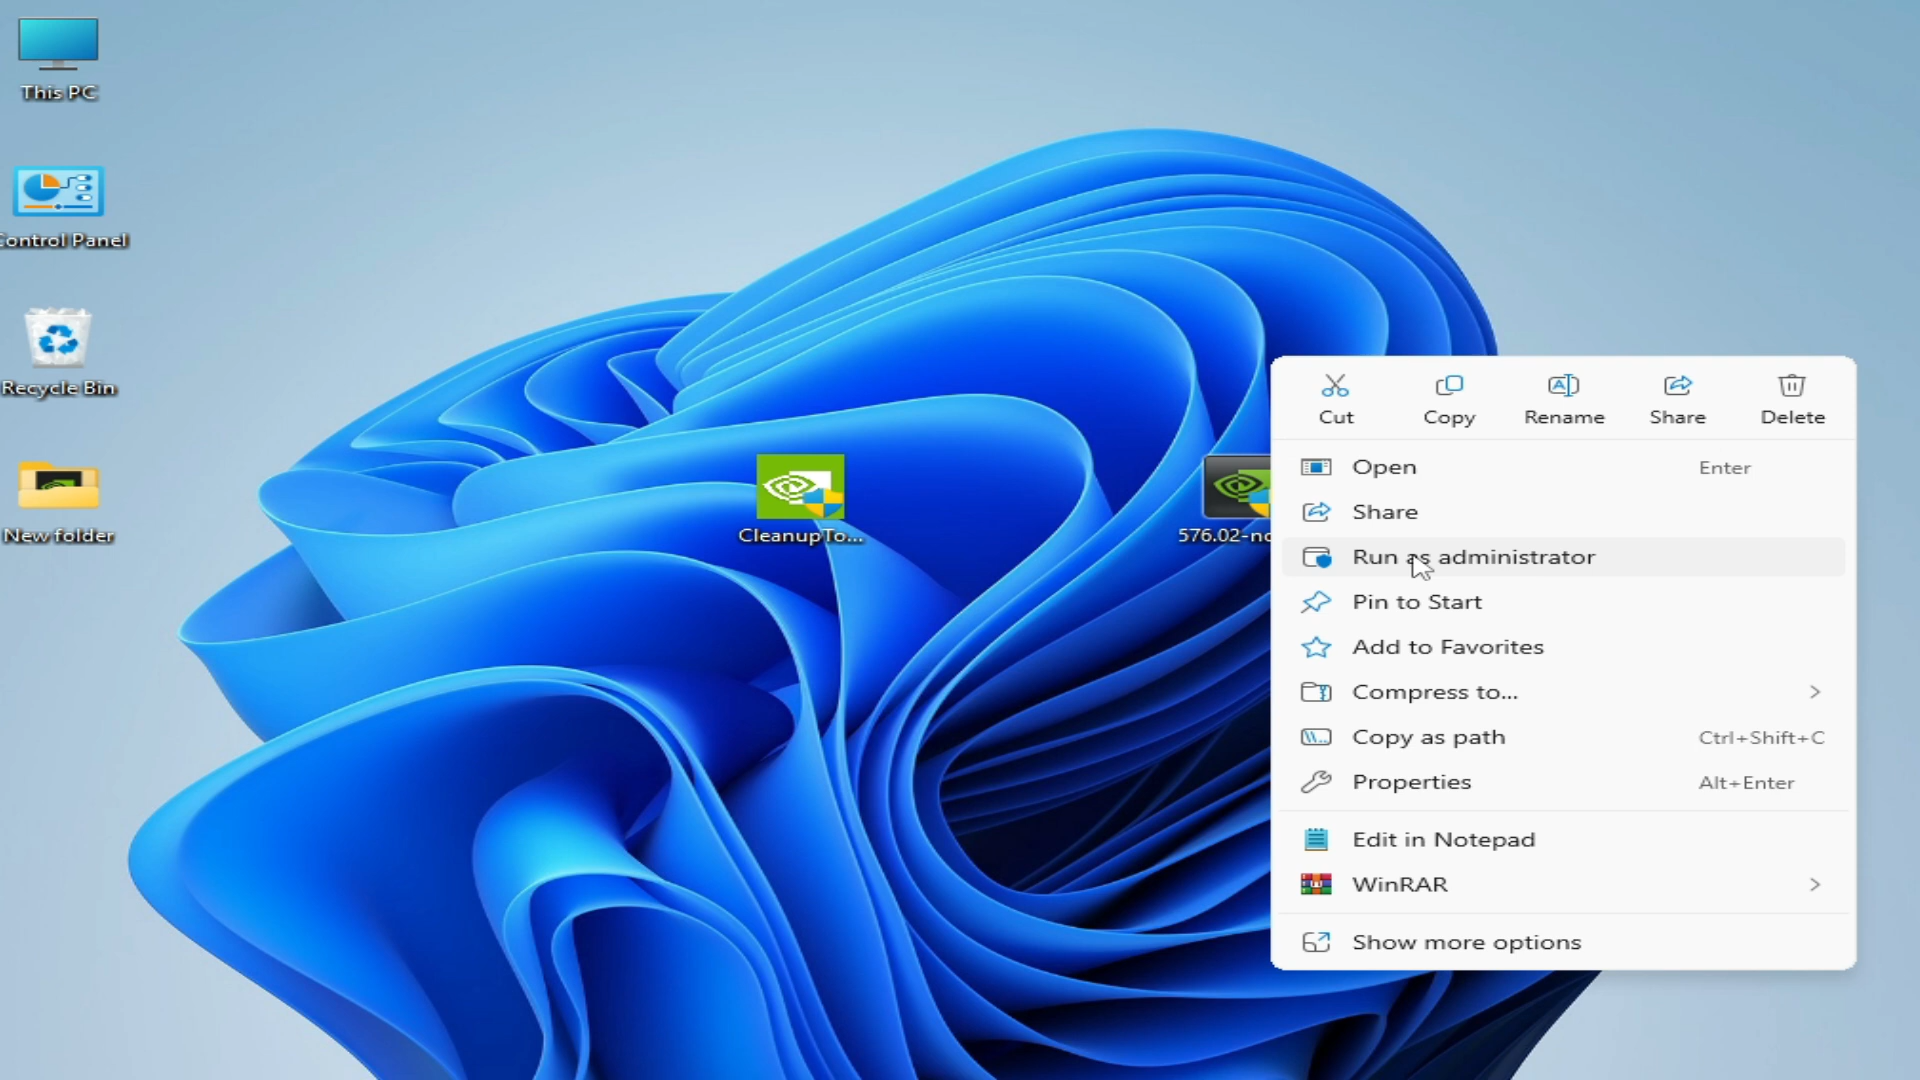 This PC
Control Panel
Recycle Bin
New folder
CleanupTo...
576.02-no
Cut
Copy
Rename
Share
Delete
Open Enter
Share
Run as administrator
Pin to Start
Add to Favorites
Compress to...
Copy as path Ctrl+Shift+C
Properties Alt+Enter
Edit in Notepad
WinRAR
Show more options